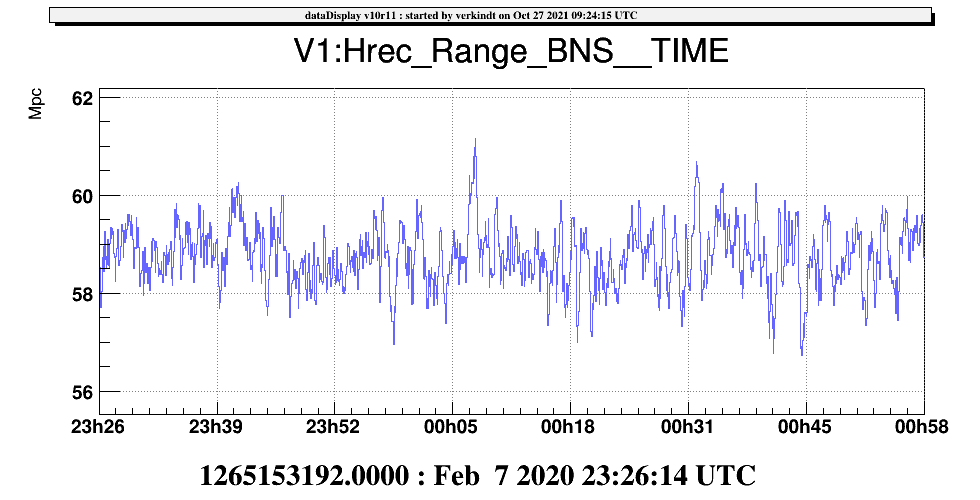 dataDisplay v10r11 : started by verkindt on Oct 27 2021 09:24:15 UTC
V1:Hrec_Range_BNS__TIME
Mpc
62
60
58
56
23h26 23h39 23h52 00h05 00h18 00h31 00h45 00h58
1265153192.0000 : Feb  7 2020 23:26:14 UTC